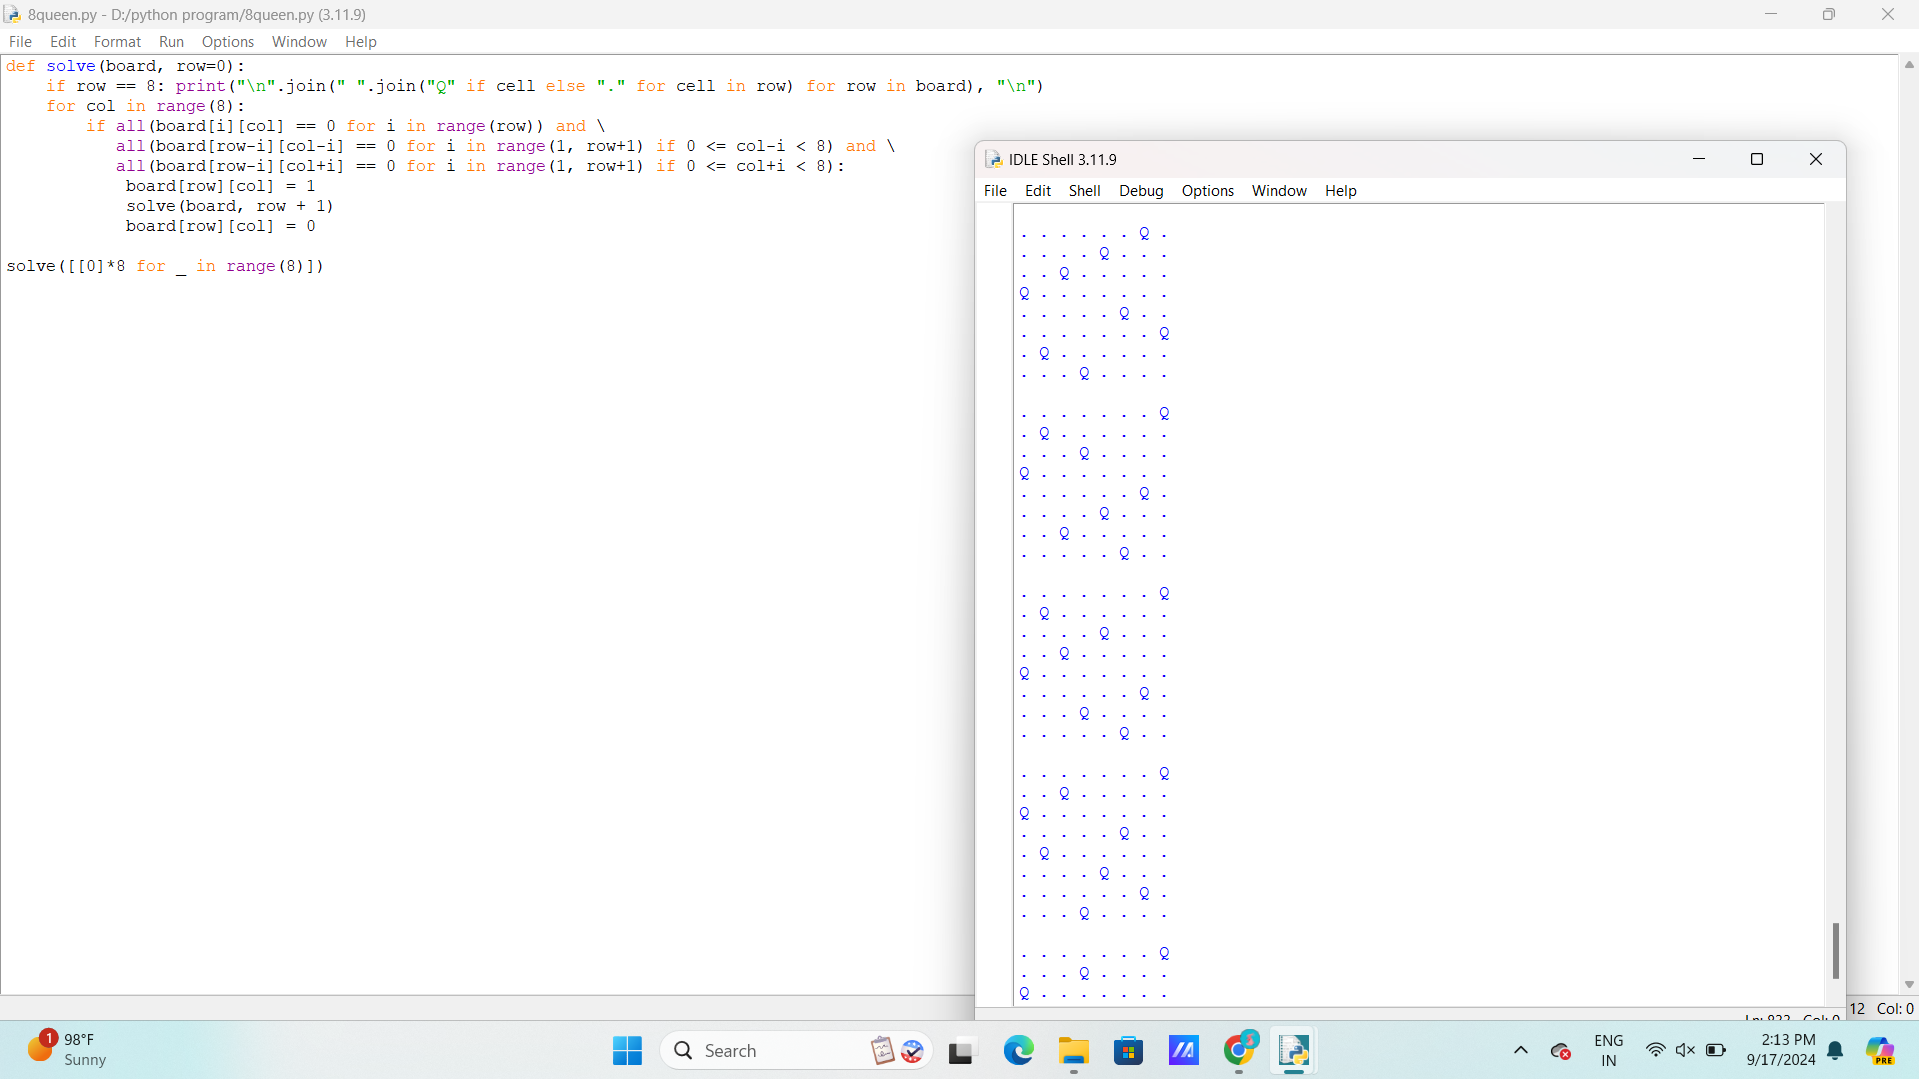 8queen.py - D:/python program/8queen.py (3.11.9)
File Edit Format Run Options Window Help
def solve(board, row=0):
    if row == 8: print("\n".join(" ".join("Q" if cell else "." for cell in row) for row in board), "\n")
    for col in range(8):
        if all(board[i][col] == 0 for i in range(row)) and \
           all(board[row-i][col-i] == 0 for i in range(1, row+1) if 0 <= col-i < 8) and \
           all(board[row-i][col+i] == 0 for i in range(1, row+1) if 0 <= col+i < 8):
            board[row][col] = 1
            solve(board, row + 1)
            board[row][col] = 0
solve([[0]*8 for _ in range(8)])
IDLE Shell 3.11.9
File Edit Shell Debug Options Window Help
. . . . . . Q .
. . . . Q . . .
. . Q . . . . .
Q . . . . . . .
. . . . . Q . .
. . . . . . . Q
. Q . . . . . .
. . . Q . . . .
. . . . . . . Q
. Q . . . . . .
. . . Q . . . .
Q . . . . . . .
. . . . . . Q .
. . . . Q . . .
. . Q . . . . .
. . . . . Q . .
. . . . . . . Q
. Q . . . . . .
. . . . Q . . .
. . Q . . . . .
Q . . . . . . .
. . . . . . Q .
. . . Q . . . .
. . . . . Q . .
. . . . . . . Q
. . Q . . . . .
Q . . . . . . .
. . . . . Q . .
. Q . . . . . .
. . . . Q . . .
. . . . . . Q .
. . . Q . . . .
. . . . . . . Q
. . . Q . . . .
Q . . . . . . .
12 Col: 0
1
98°F
Sunny
Search
ENG
IN
2:13 PM
9/17/2024
PRE